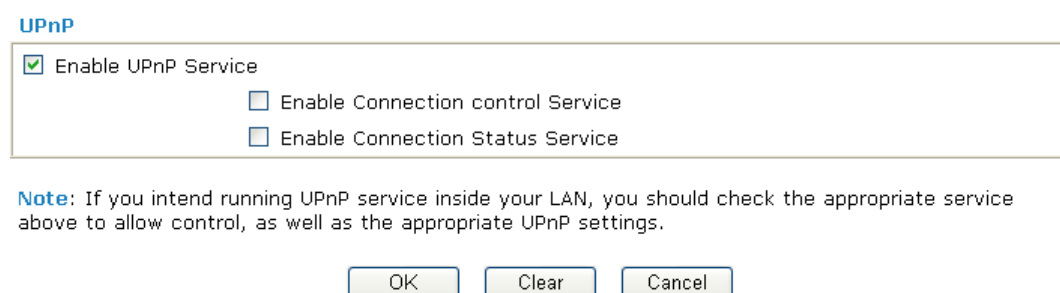 UPnP
Enable UPnP Service
Enable Connection control Service
Enable Connection Status Service
Note: If you intend running UPnP service inside your LAN, you should check the appropriate service
above to allow control, as well as the appropriate UPnP settings.
OK Clear Cancel